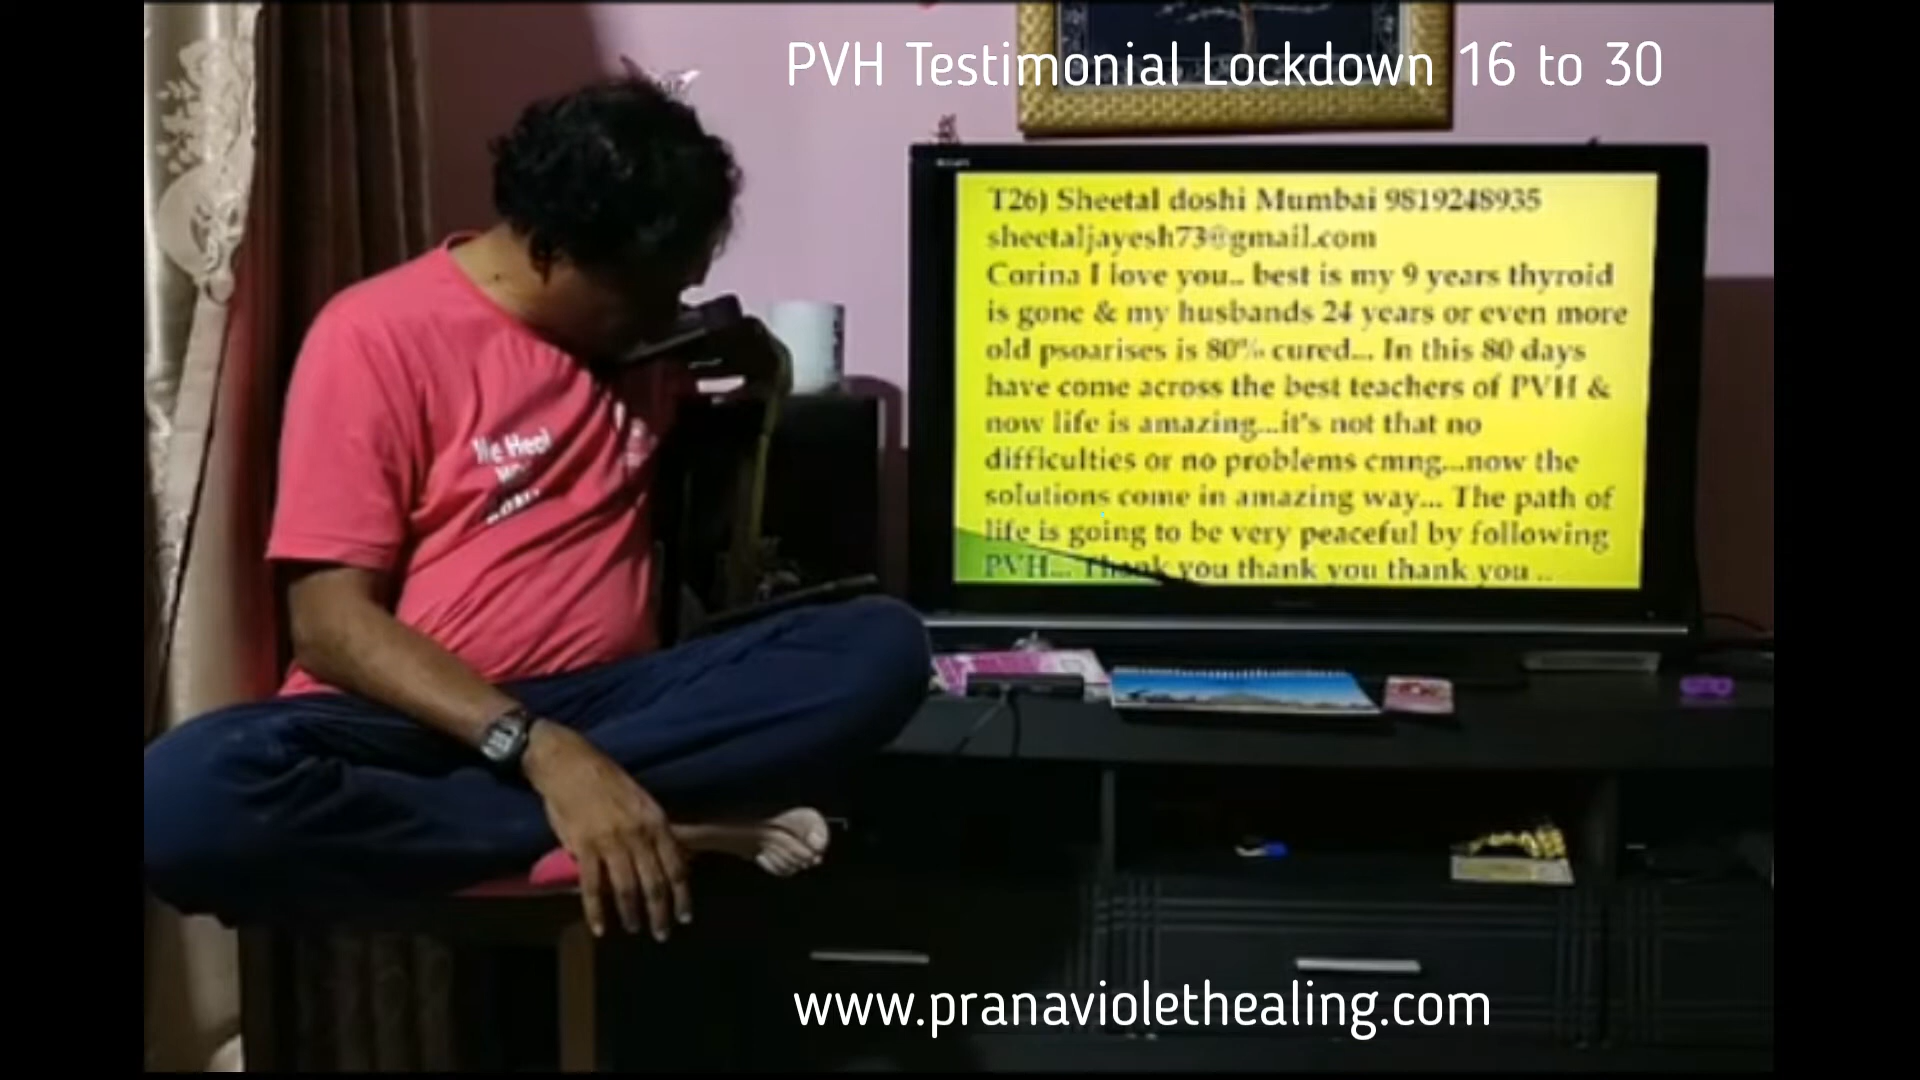 PVH Testimonial Lockdown 16 to 30
T26) Sheetal doshi Mumbai 9819248935
sheetaljayesh73@gmail.com
Corina I love you.. best is my 9 years thyroid
is gone & my husbands 24 years or even more
old psoarises is 80% cured... In this 80 days
have come across the best teachers of PVH &
now life is amazing...it's not that no
difficulties or no problems cmng...now the
solutions come in amazing way... The path of
life is going to be very peaceful by following
PVH... Thank you thank you thank you ..
We Heal
www.pranaviolethealing.com